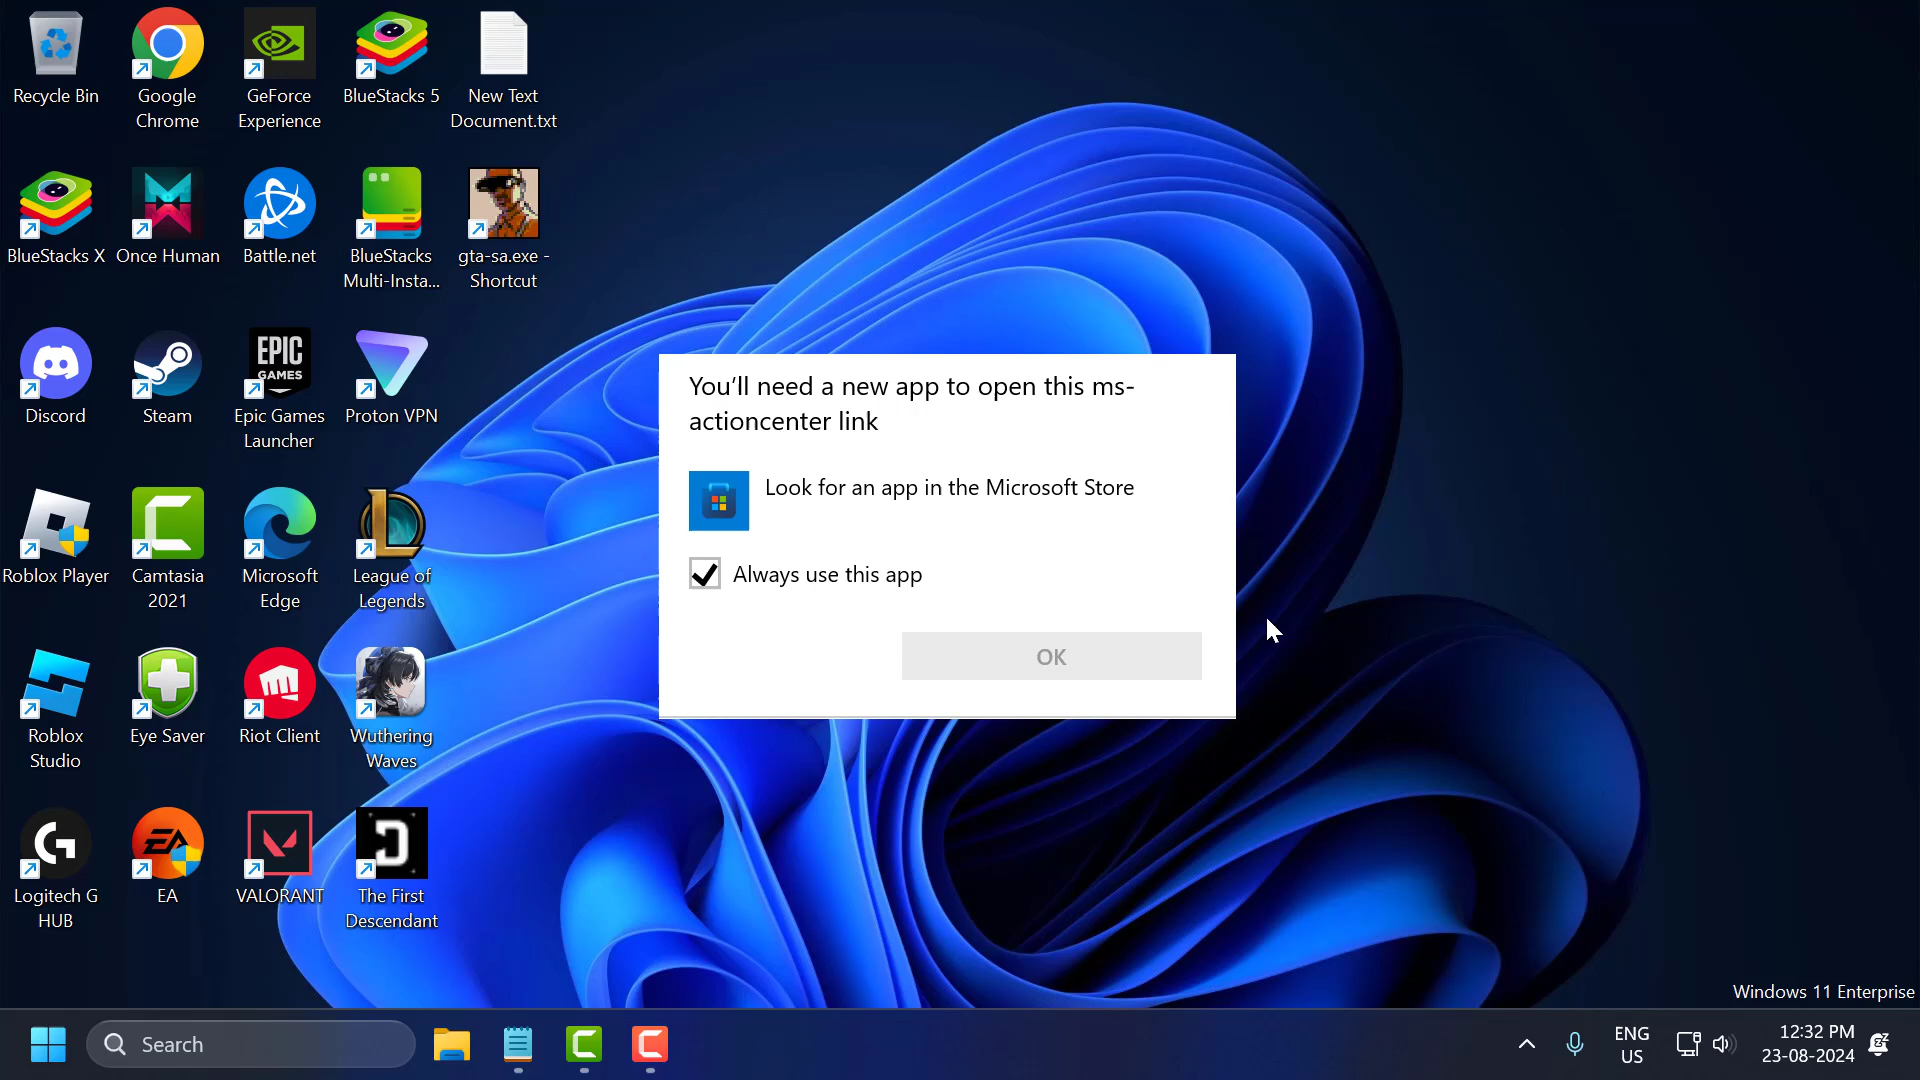 Recycle Bin
Google
Chrome
GeForce
Experience
BlueStacks 5
New Text
Document.txt
BlueStacks X
Once Human
Battle.net
BlueStacks
Multi-Insta...
gta-sa.exe -
Shortcut
Discord
Steam
EPIC
GAMES
Epic Games
Launcher
Proton VPN
Roblox Player
Camtasia
2021
Microsoft
Edge
League of
Legends
Roblox
Studio
Eye Saver
Riot Client
Wuthering
Waves
Logitech G
HUB
EA
EA
VALORANT
The First
Descendant
You’ll need a new app to open this ms-
actioncenter link
Look for an app in the Microsoft Store
Always use this app
OK
Windows 11 Enterprise
Search
ENG
US
12:32 PM
23-08-2024